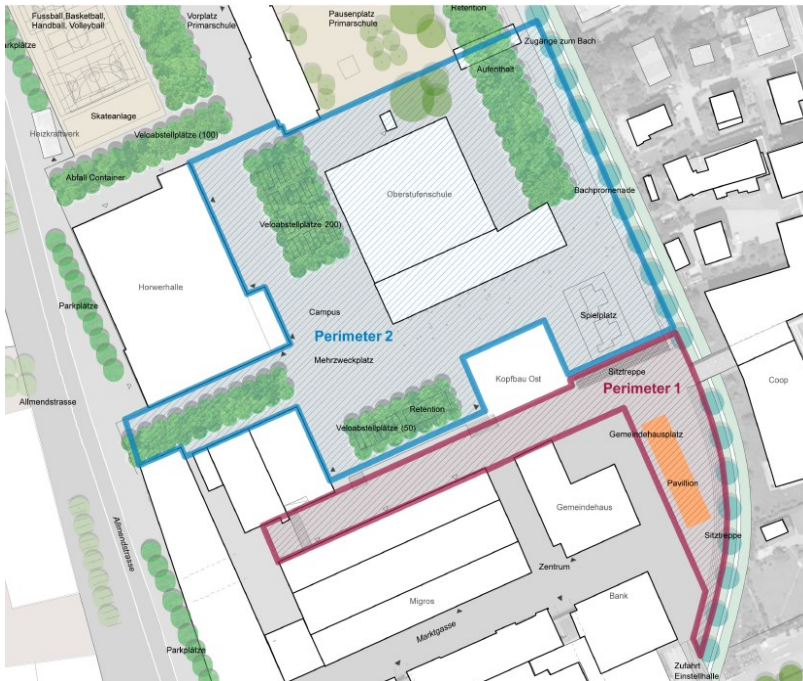 Fussball,Basketball,
Handball, Volleyball
Vorplatz
Primarschule
Pausenplatz
Primarschule
Retention
Zugänge zum Bach
Parkplätze
Aufenthalt
Skateanlage
Heizkraftwerk
Veloabstellplätze (100)
Abfall Container
Oberstufenschule
Bachpromenade
Veloabstellplätze 200)
Horwerhalle
Parkplätze
Campus
Spielplatz
Perimeter 2
Mehrzweckplatz
Sitztreppe
Kopfbau Ost
Coop
Perimeter 1
Allmendstrasse
Retention
Veloabstellplätze (50)
Gemeindehausplatz
Pavillion
Gemeindehaus
Allmendstrasse
Sitztreppe
Zentrum
Bank
Migros
Marktgasse
Parkplätze
Zufahrt
Einstellhalle